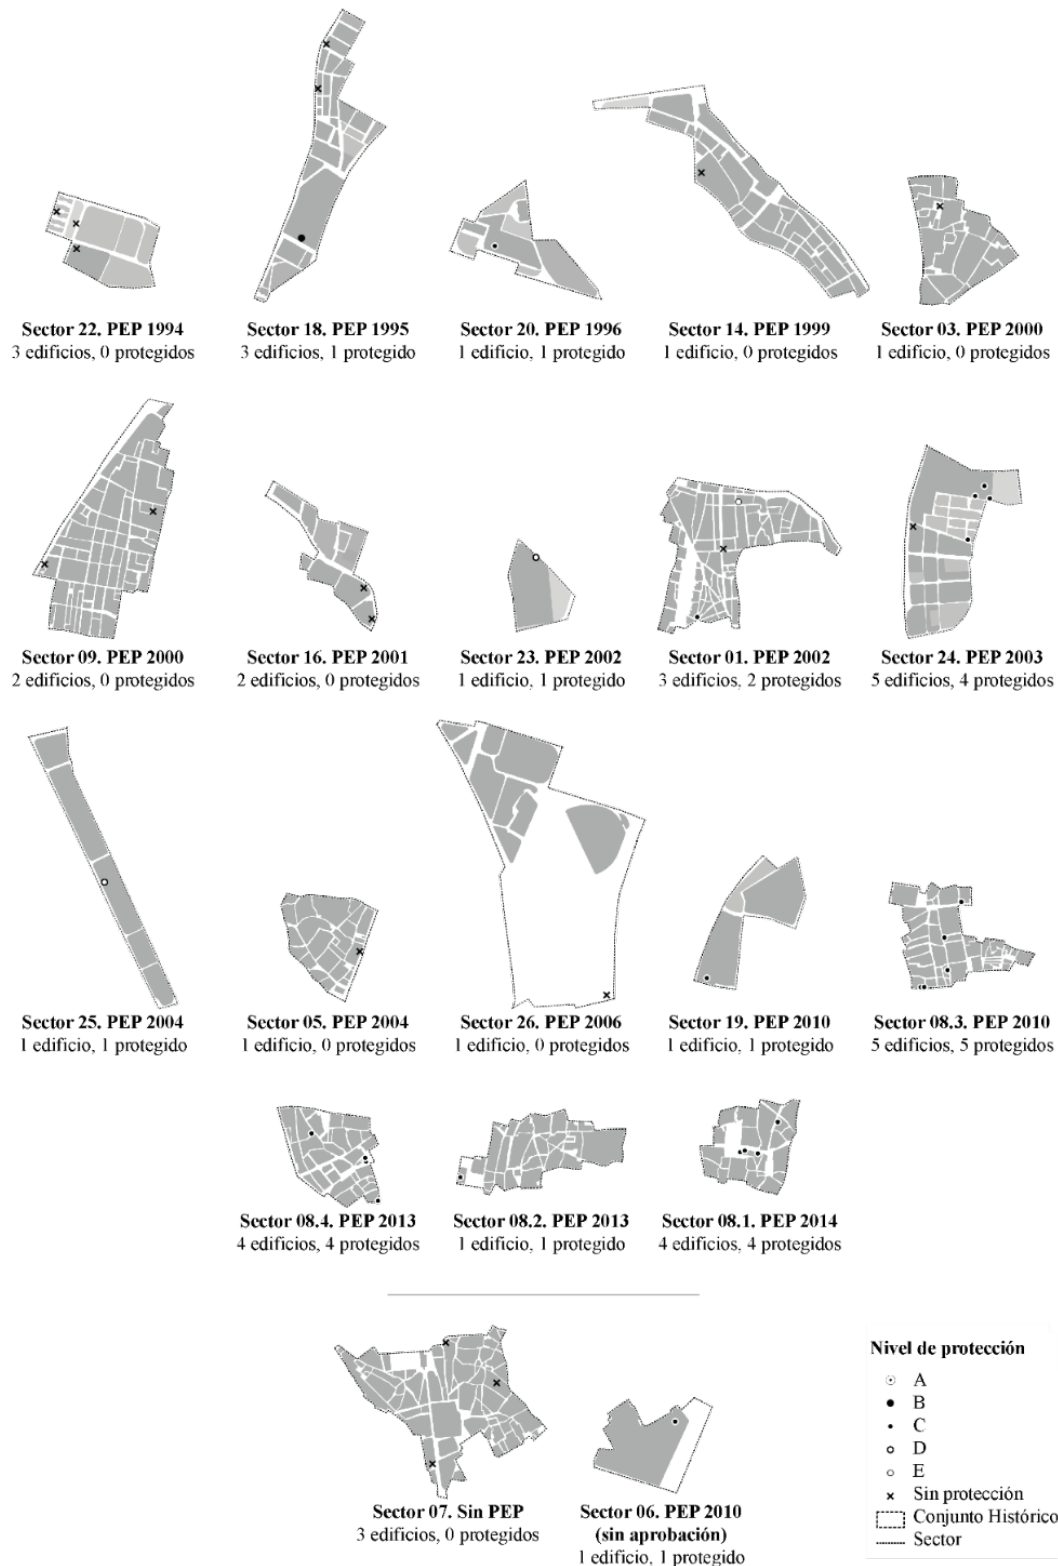 Sector 22. PEP 1994
3 edificios, 0 protegidos
Sector 18. PEP 1995
3 edificios, 1 protegido
Sector 20. PEP 1996
1 edificio, 1 protegido
Sector 14. PEP 1999
1 edificio, 0 protegidos
Sector 03. PEP 2000
1 edificio, 0 protegidos
Sector 09. PEP 2000
2 edificios, 0 protegidos
Sector 16. PEP 2001
2 edificios, 0 protegidos
Sector 23. PEP 2002
1 edificio, 1 protegido
Sector 01. PEP 2002
3 edificios, 2 protegidos
Sector 24. PEP 2003
5 edificios, 4 protegidos
Sector 25. PEP 2004
1 edificio, 1 protegido
Sector 05. PEP 2004
1 edificio, 0 protegidos
Sector 26. PEP 2006
1 edificio, 0 protegidos
Sector 19. PEP 2010
1 edificio, 1 protegido
Sector 08.3. PEP 2010
5 edificios, 5 protegidos
Sector 08.4. PEP 2013
4 edificios, 4 protegidos
Sector 08.2. PEP 2013
1 edificio, 1 protegido
Sector 08.1. PEP 2014
4 edificios, 4 protegidos
Sector 07. Sin PEP
3 edificios, 0 protegidos
Sector 06. PEP 2010
(sin aprobación)
1 edificio, 1 protegido
Nivel de protección
A
B
C
D
E
Sin protección
Conjunto Histórico
Sector